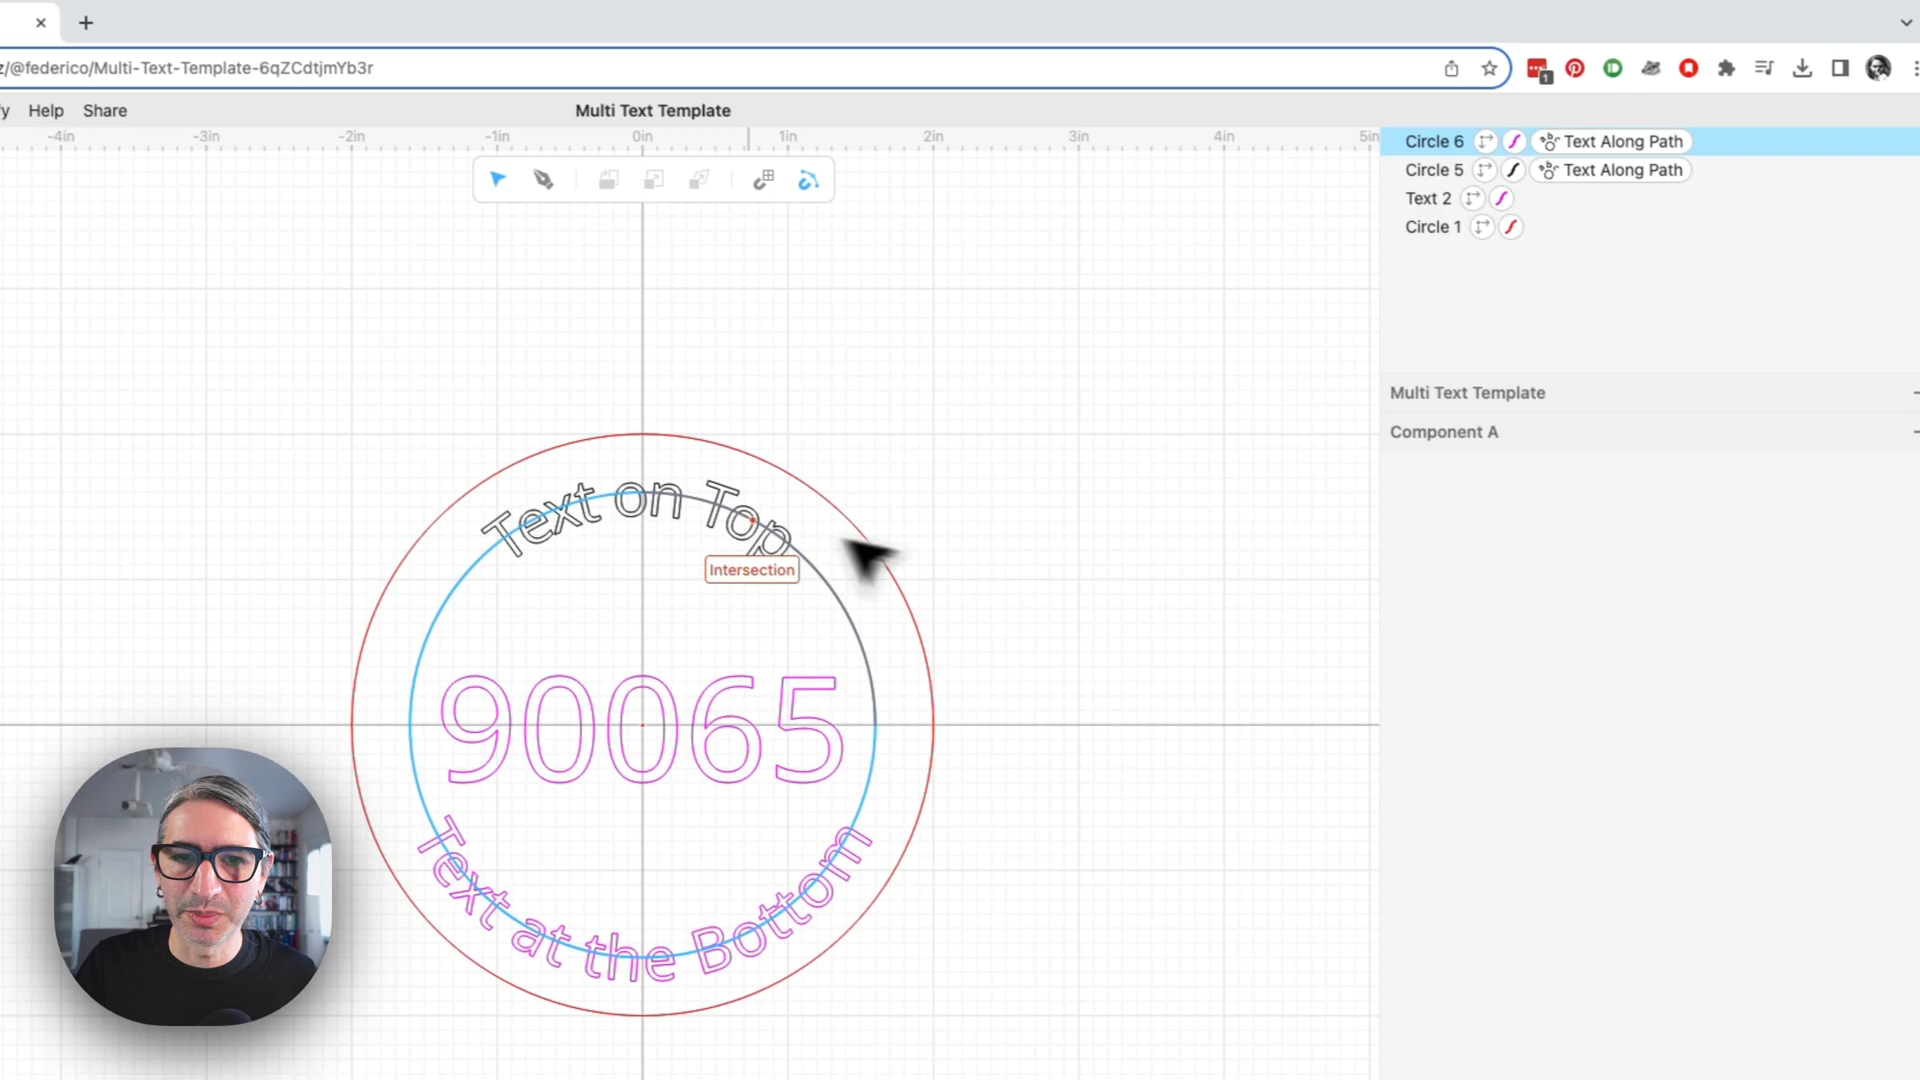 z/@federico/Multi-Text-Template-6qZCdtjmYb3r
1
fy Help Share
Multi Text Template
-4in -3in -2in -1in 0in 1in 2in 3in 4in 5in
Circle 6 Text Along Path
Circle 5 Text Along Path
Text 2
Circle 1
Multi Text Template
Component A
Text on Top
Intersection
90065
Text at the Bottom